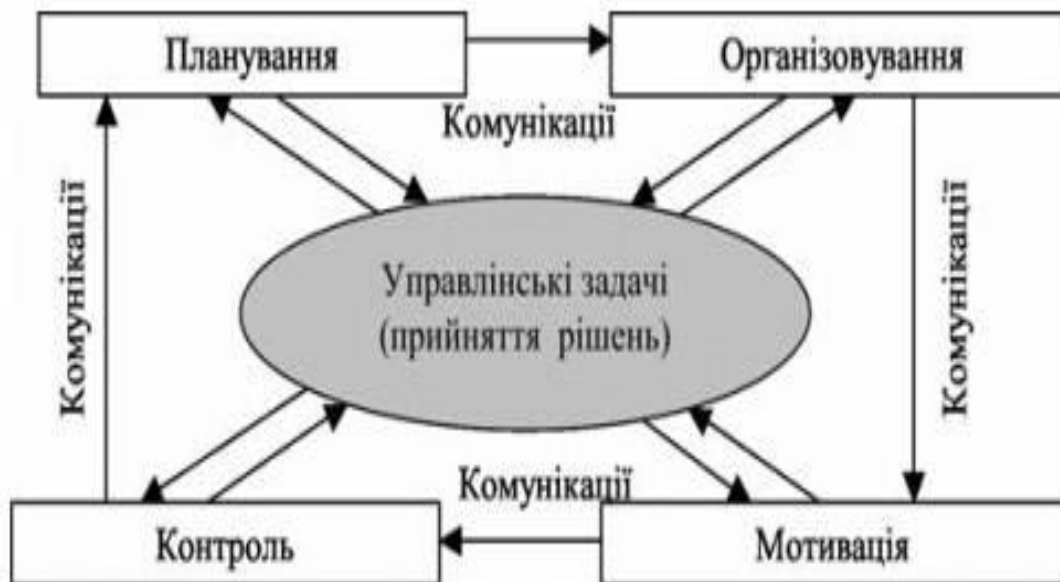 Планування
Організовування
Комунікації
Комунікації
Комунікації
Управлінські задачі
(прийняття рішень)
Комунікації
Контроль
Мотивація